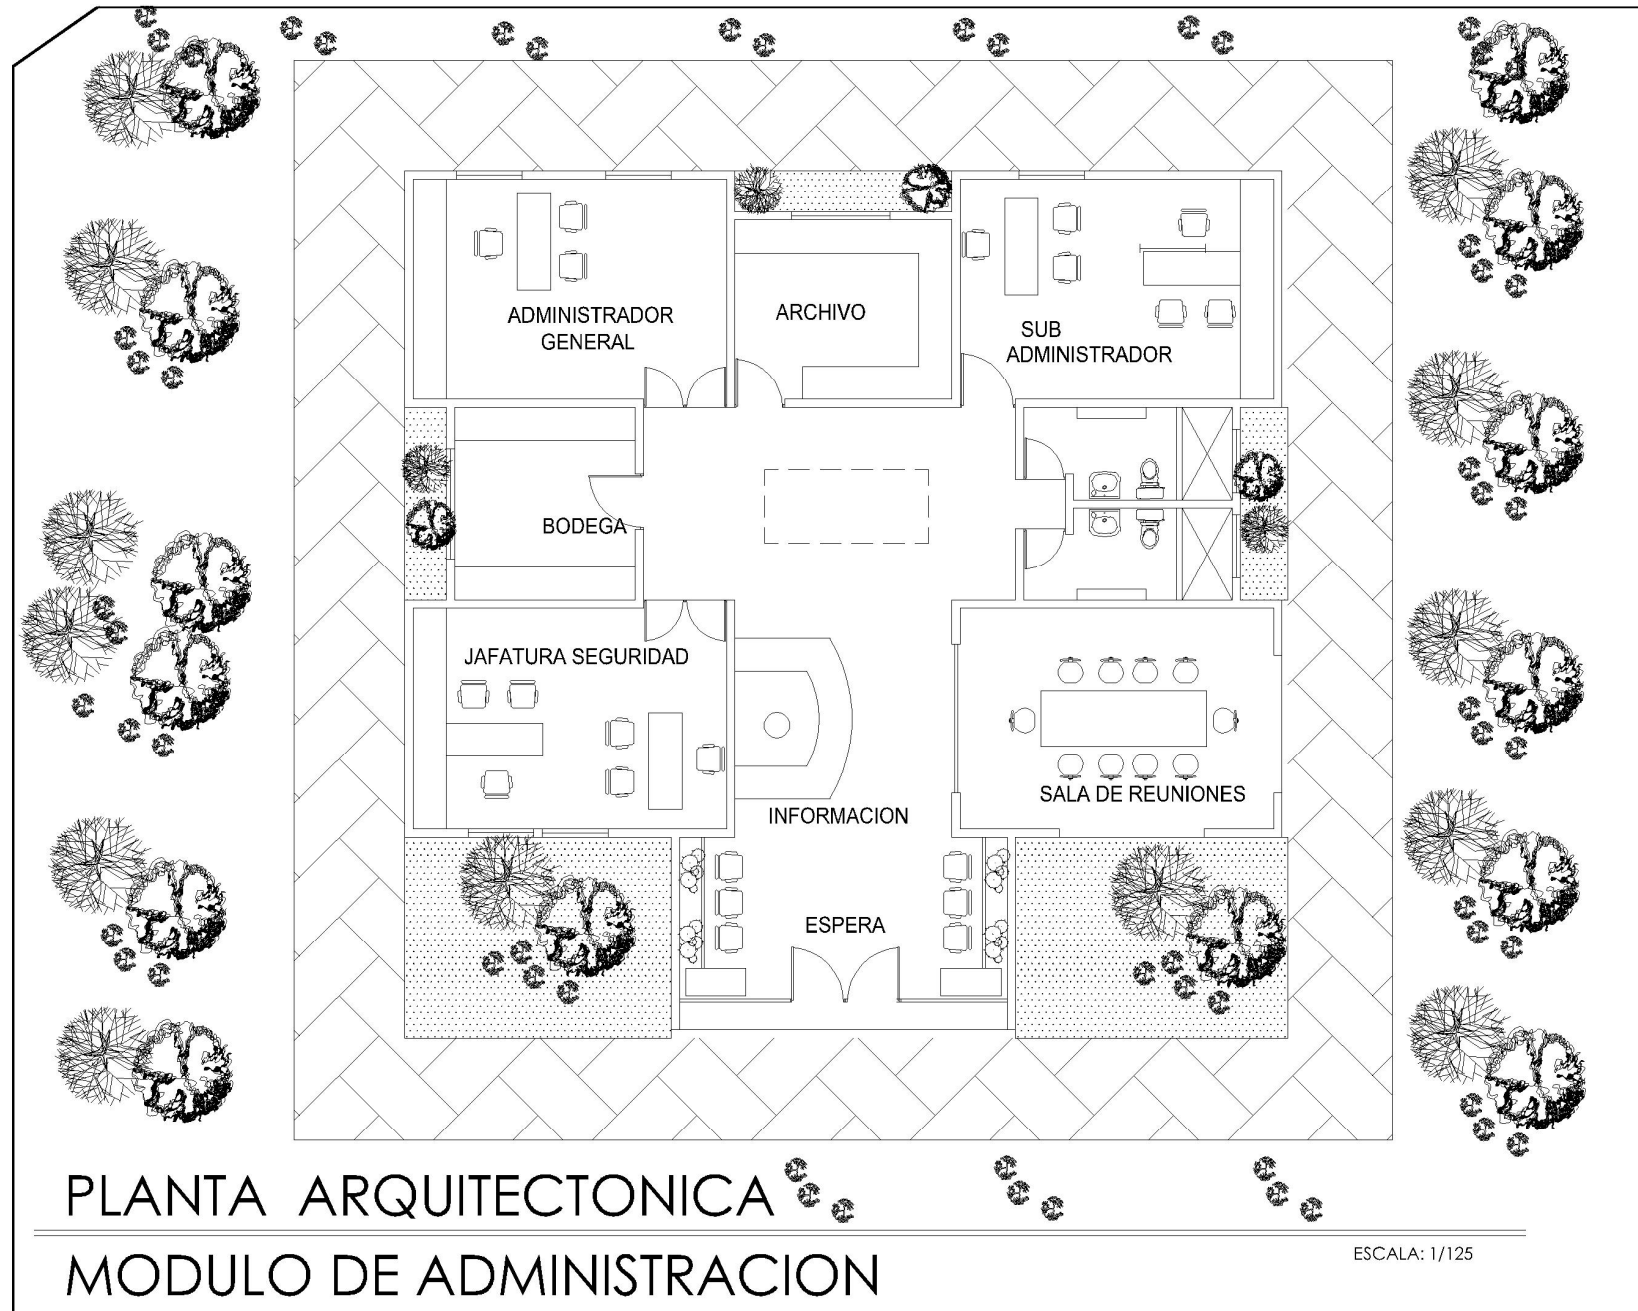 ADMINISTRADOR
GENERAL
ARCHIVO
SUB
ADMINISTRADOR
BODEGA
JAFATURA SEGURIDAD
SALA DE REUNIONES
INFORMACION
ESPERA
PLANTA ARQUITECTONICA
MODULO DE ADMINISTRACION
ESCALA: 1/125